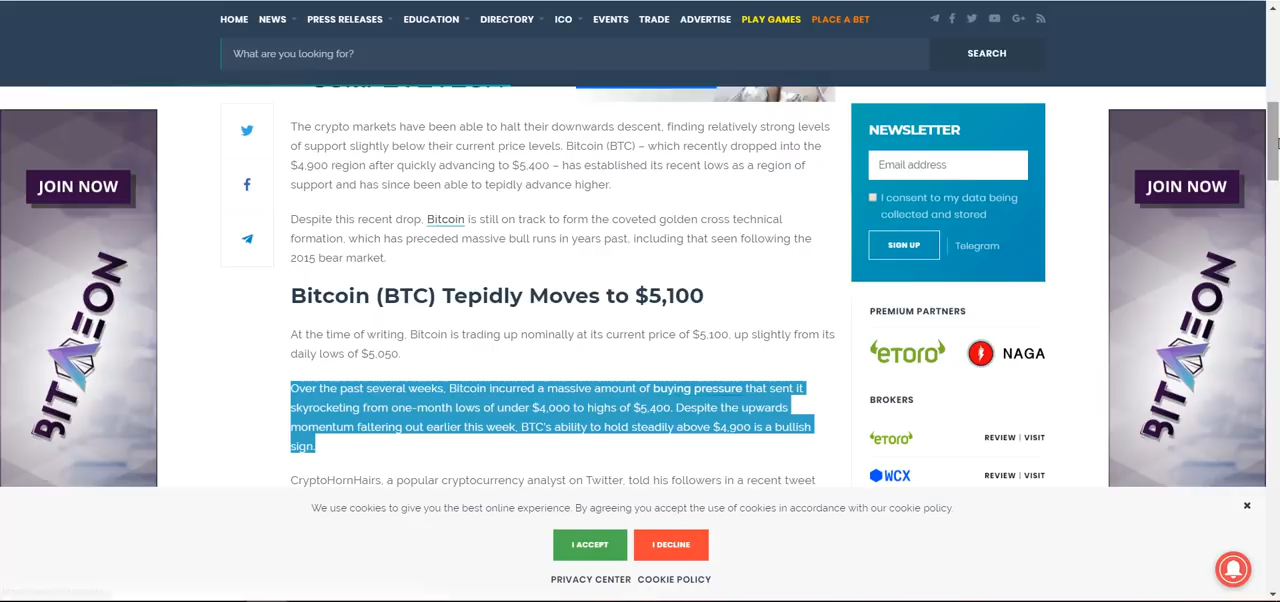 HOME NEWS PRESS RELEASES EDUCATION DIRECTORY ICO EVENTS TRADE ADVERTISE PLAY GAMES PLACE A BET
What are you looking for?
SEARCH
The crypto markets have been able to halt their downwards descent, finding relatively strong levels
of support slightly below their current price levels. Bitcoin (BTC) – which recently dropped into the
$4,900 region after quickly advancing to $5,400 – has established its recent lows as a region of
support and has since been able to tepidly advance higher.
Despite this recent drop, Bitcoin is still on track to form the coveted golden cross technical
formation, which has preceded massive bull runs in years past, including that seen following the
2015 bear market.
Bitcoin (BTC) Tepidly Moves to $5,100
At the time of writing, Bitcoin is trading up nominally at its current price of $5,100, up slightly from its
daily lows of $5,050.
Over the past several weeks, Bitcoin incurred a massive amount of buying pressure that sent it
skyrocketing from one-month lows of under $4,000 to highs of $5,400. Despite the upwards
momentum faltering out earlier this week, BTC's ability to hold steadily above $4,900 is a bullish
sign.
CryptoHornHairs, a popular cryptocurrency analyst on Twitter, told his followers in a recent tweet
NEWSLETTER
Email address
I consent to my data being
collected and stored
SIGN UP
Telegram
PREMIUM PARTNERS
etoro
NAGA
BROKERS
etoro REVIEW | VISIT
WCX REVIEW | VISIT
JOIN NOW
BITAEON
JOIN NOW
BITAEON
We use cookies to give you the best online experience. By agreeing you accept the use of cookies in accordance with our cookie policy.
I ACCEPT
I DECLINE
PRIVACY CENTER COOKIE POLICY